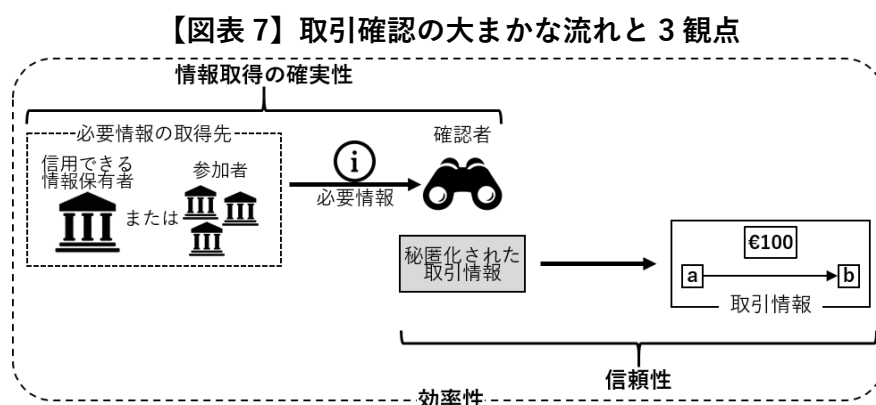 【図表 7】取引確認の大まかな流れと 3 観点
情報取得の確実性
必要情報の取得先
信用できる
情報保有者
または
参加者
i
必要情報
確認者
秘匿化された
取引情報
€100
a
b
取引情報
信頼性
効率性